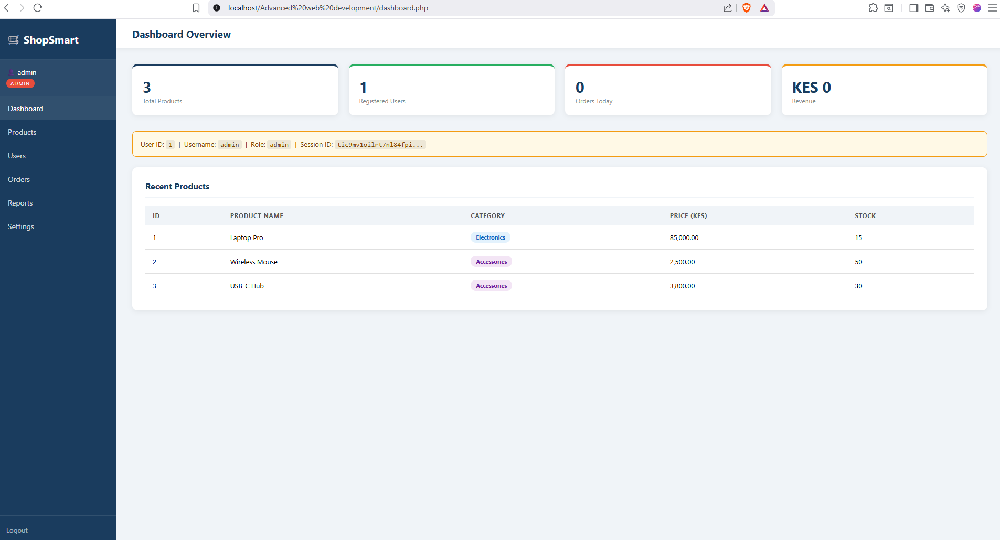 localhost/Advanced%20web%20development/dashboard.php
ShopSmart
admin
ADMIN
Dashboard
Products
Users
Orders
Reports
Settings
Logout
Dashboard Overview
3
Total Products
1
Registered Users
0
Orders Today
KES 0
Revenue
User ID: 1 | Username: admin | Role: admin | Session ID: tic9mv1oilrt7nl84fpi...
Recent Products
ID PRODUCT NAME CATEGORY PRICE (KES) STOCK
1 Laptop Pro Electronics 85,000.00 15
2 Wireless Mouse Accessories 2,500.00 50
3 USB-C Hub Accessories 3,800.00 30